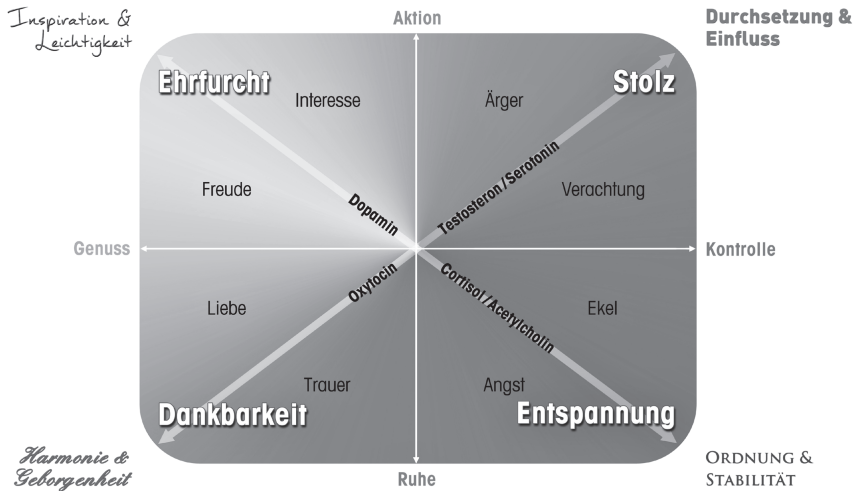 Inspiration &
Leichtigkeit
Aktion
Durchsetzung &
Einfluss
Ehrfurcht
Stolz
Interesse
Ärger
Freude
Verachtung
Dopamin
Testosteron/Serotonin
Genuss
Kontrolle
Oxytocin
Cortisol/Acetylcholin
Liebe
Ekel
Trauer
Angst
Dankbarkeit
Entspannung
Harmonie &
Geborgenheit
Ruhe
ORDNUNG &
STABILITÄT